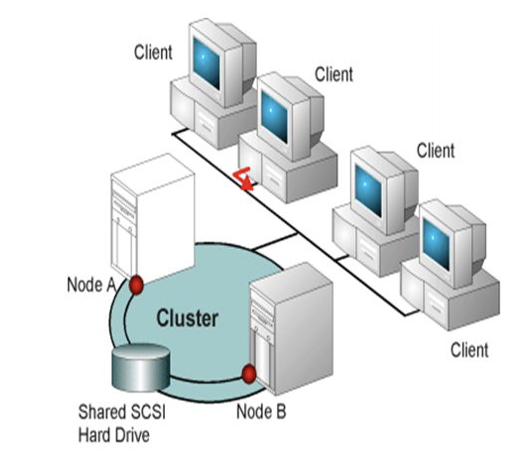 Client
Client
Client
Node A
Cluster
Client
Shared SCSI
Hard Drive
Node B